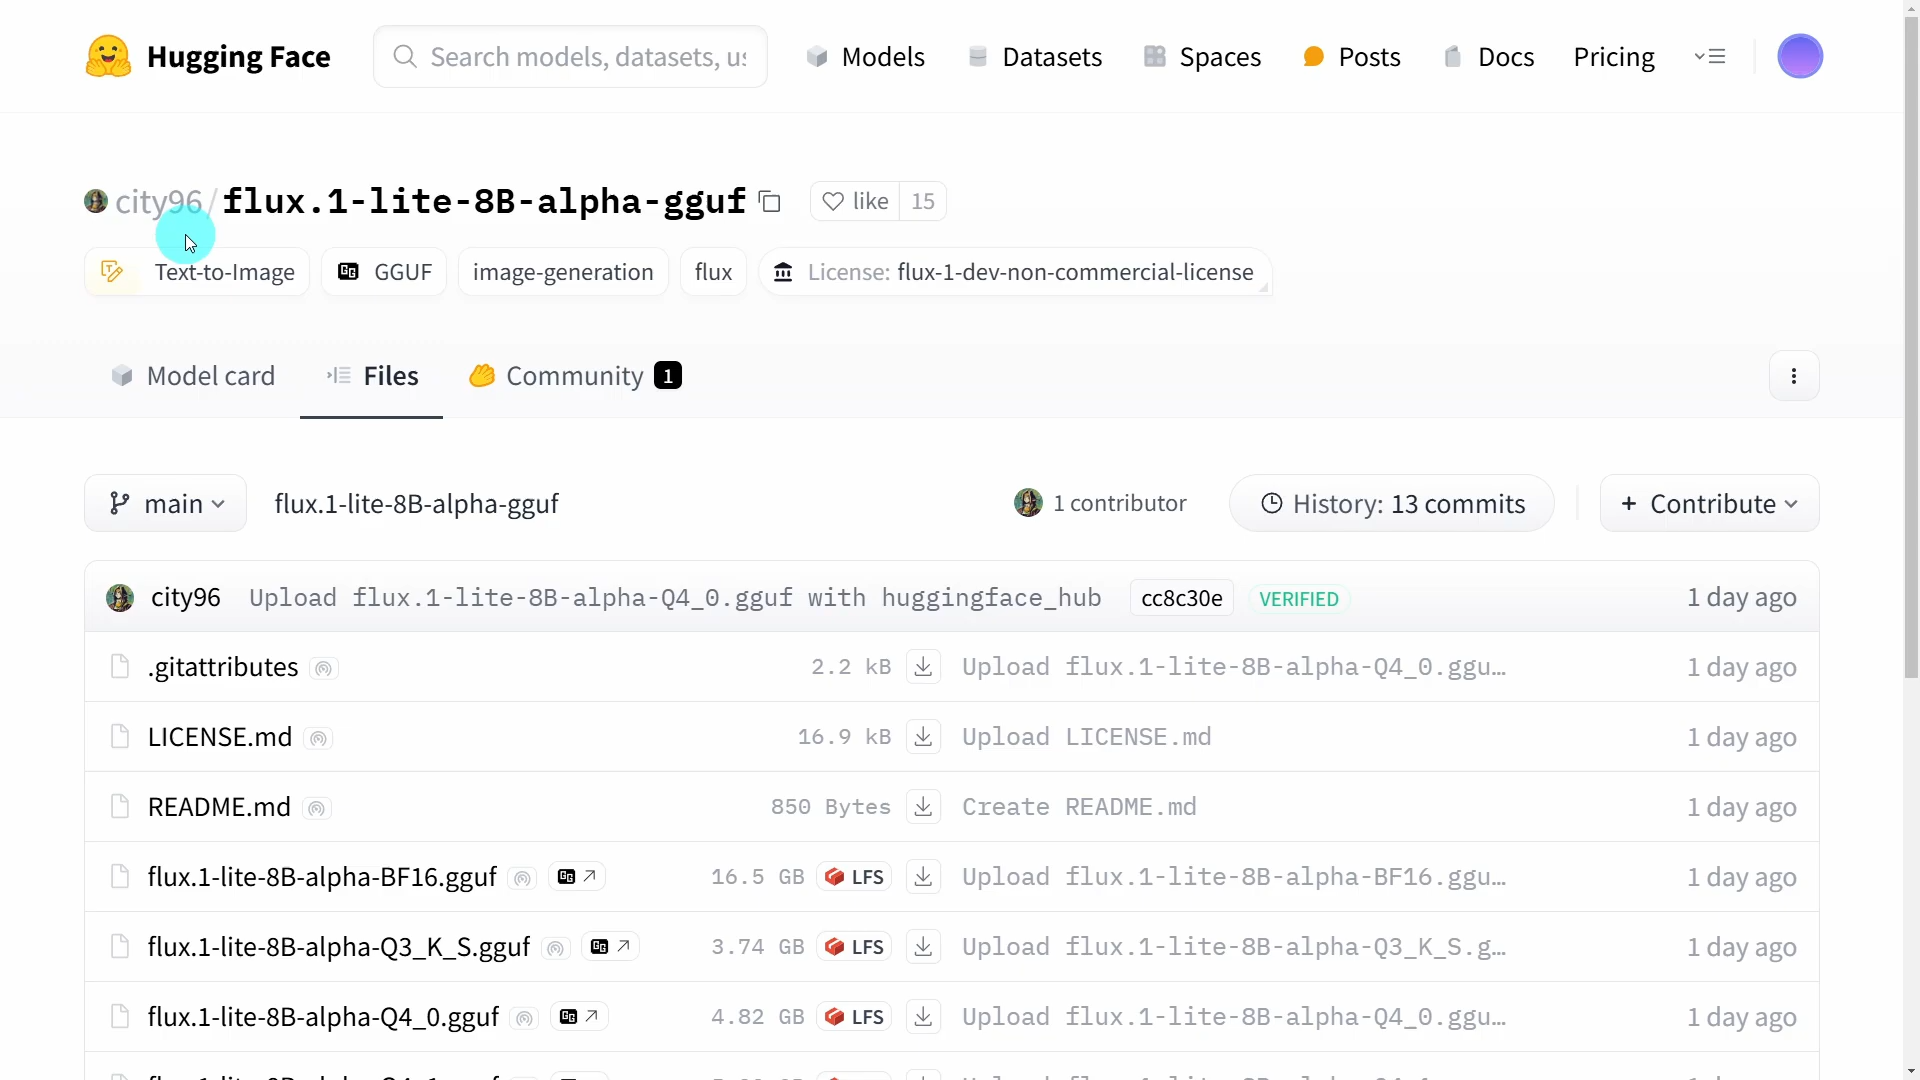 Hugging Face
Search models, datasets, us
Models
Datasets
Spaces
Posts
Docs
Pricing
city96/flux.1-lite-8B-alpha-gguf
like 15
Text-to-Image
GGUF
image-generation
flux
License: flux-1-dev-non-commercial-license
Model card
Files
Community 1
main
flux.1-lite-8B-alpha-gguf
1 contributor
History: 13 commits
+ Contribute
city96 Upload flux.1-lite-8B-alpha-Q4_0.gguf with huggingface_hub cc8c30e VERIFIED 1 day ago
.gitattributes 2.2 kB Upload flux.1-lite-8B-alpha-Q4_0.ggu… 1 day ago
LICENSE.md 16.9 kB Upload LICENSE.md 1 day ago
README.md 850 Bytes Create README.md 1 day ago
flux.1-lite-8B-alpha-BF16.gguf 16.5 GB LFS Upload flux.1-lite-8B-alpha-BF16.ggu… 1 day ago
flux.1-lite-8B-alpha-Q3_K_S.gguf 3.74 GB LFS Upload flux.1-lite-8B-alpha-Q3_K_S.g… 1 day ago
flux.1-lite-8B-alpha-Q4_0.gguf 4.82 GB LFS Upload flux.1-lite-8B-alpha-Q4_0.ggu… 1 day ago